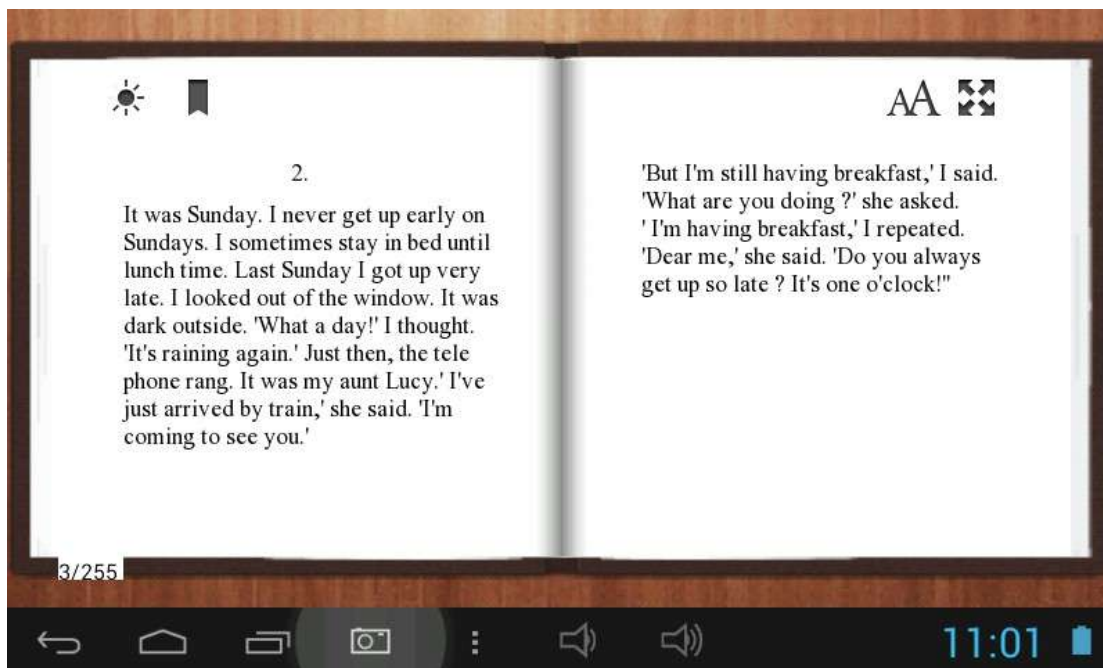 AA
2.
It was Sunday. I never get up early on
Sundays. I sometimes stay in bed until
lunch time. Last Sunday I got up very
late. I looked out of the window. It was
dark outside. 'What a day!' I thought.
'It's raining again.' Just then, the tele
phone rang. It was my aunt Lucy.' I've
just arrived by train,' she said. 'I'm
coming to see you.'
'But I'm still having breakfast,' I said.
'What are you doing ?' she asked.
' I'm having breakfast,' I repeated.
'Dear me,' she said. 'Do you always
get up so late ? It's one o'clock!"
3/255
11:01